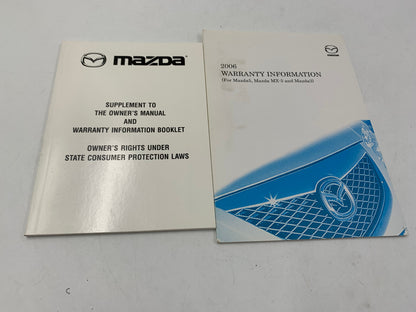 mazda
SUPPLEMENT TO
THE OWNER'S MANUAL
AND
WARRANTY INFORMATION BOOKLET
OWNER'S RIGHTS UNDER
STATE CONSUMER PROTECTION LAWS
2006
WARRANTY INFORMATION
(For Mazda5, Mazda MX-5 and Mazda3)